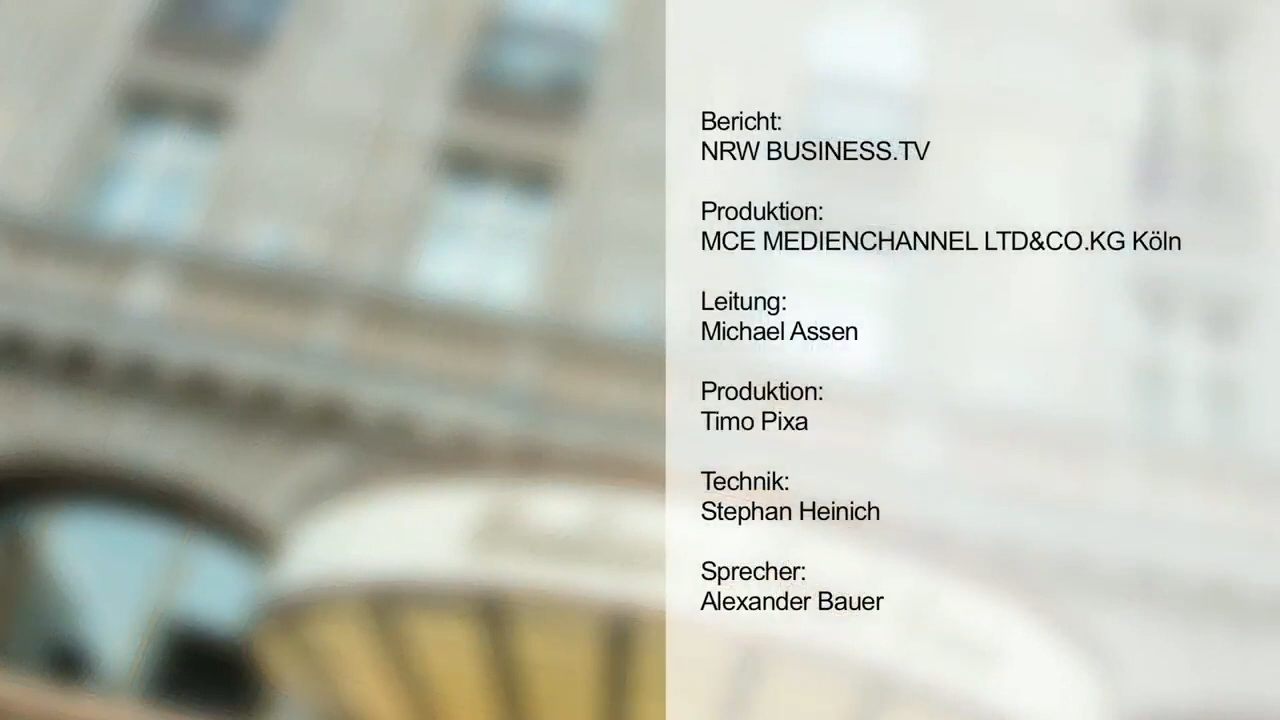 Bericht:
NRW BUSINESS.TV
Produktion:
MCE MEDIENCHANNEL LTD&CO.KG Köln
Leitung:
Michael Assen
Produktion:
Timo Pixa
Technik:
Stephan Heinich
Sprecher:
Alexander Bauer